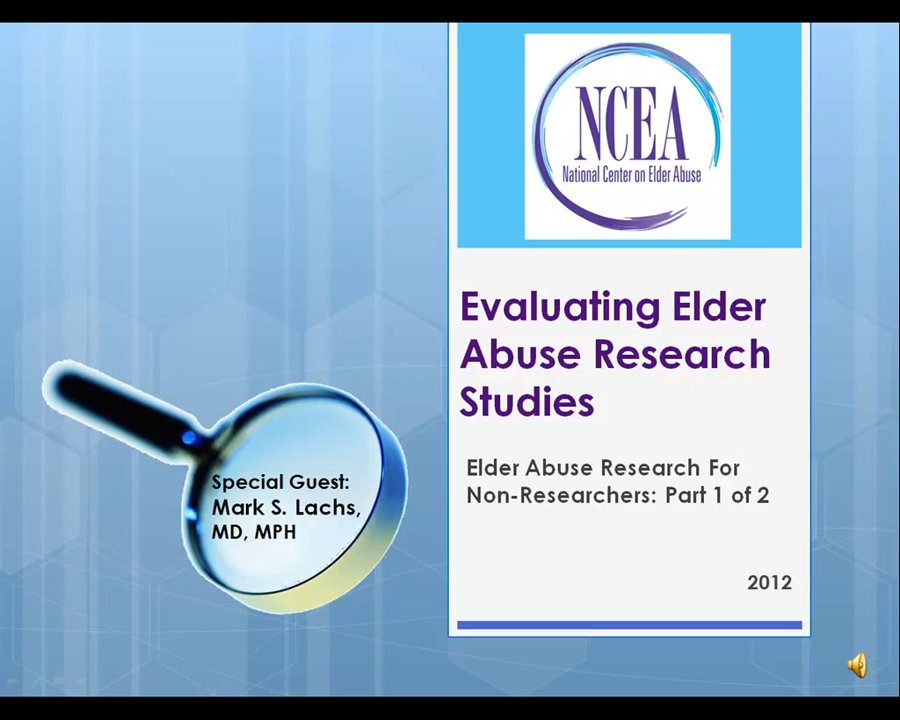 NCEA
National Center on Elder Abuse
Evaluating Elder
Abuse Research
Studies
Elder Abuse Research For
Non-Researchers: Part 1 of 2
2012
Special Guest:
Mark S. Lachs,
MD, MPH